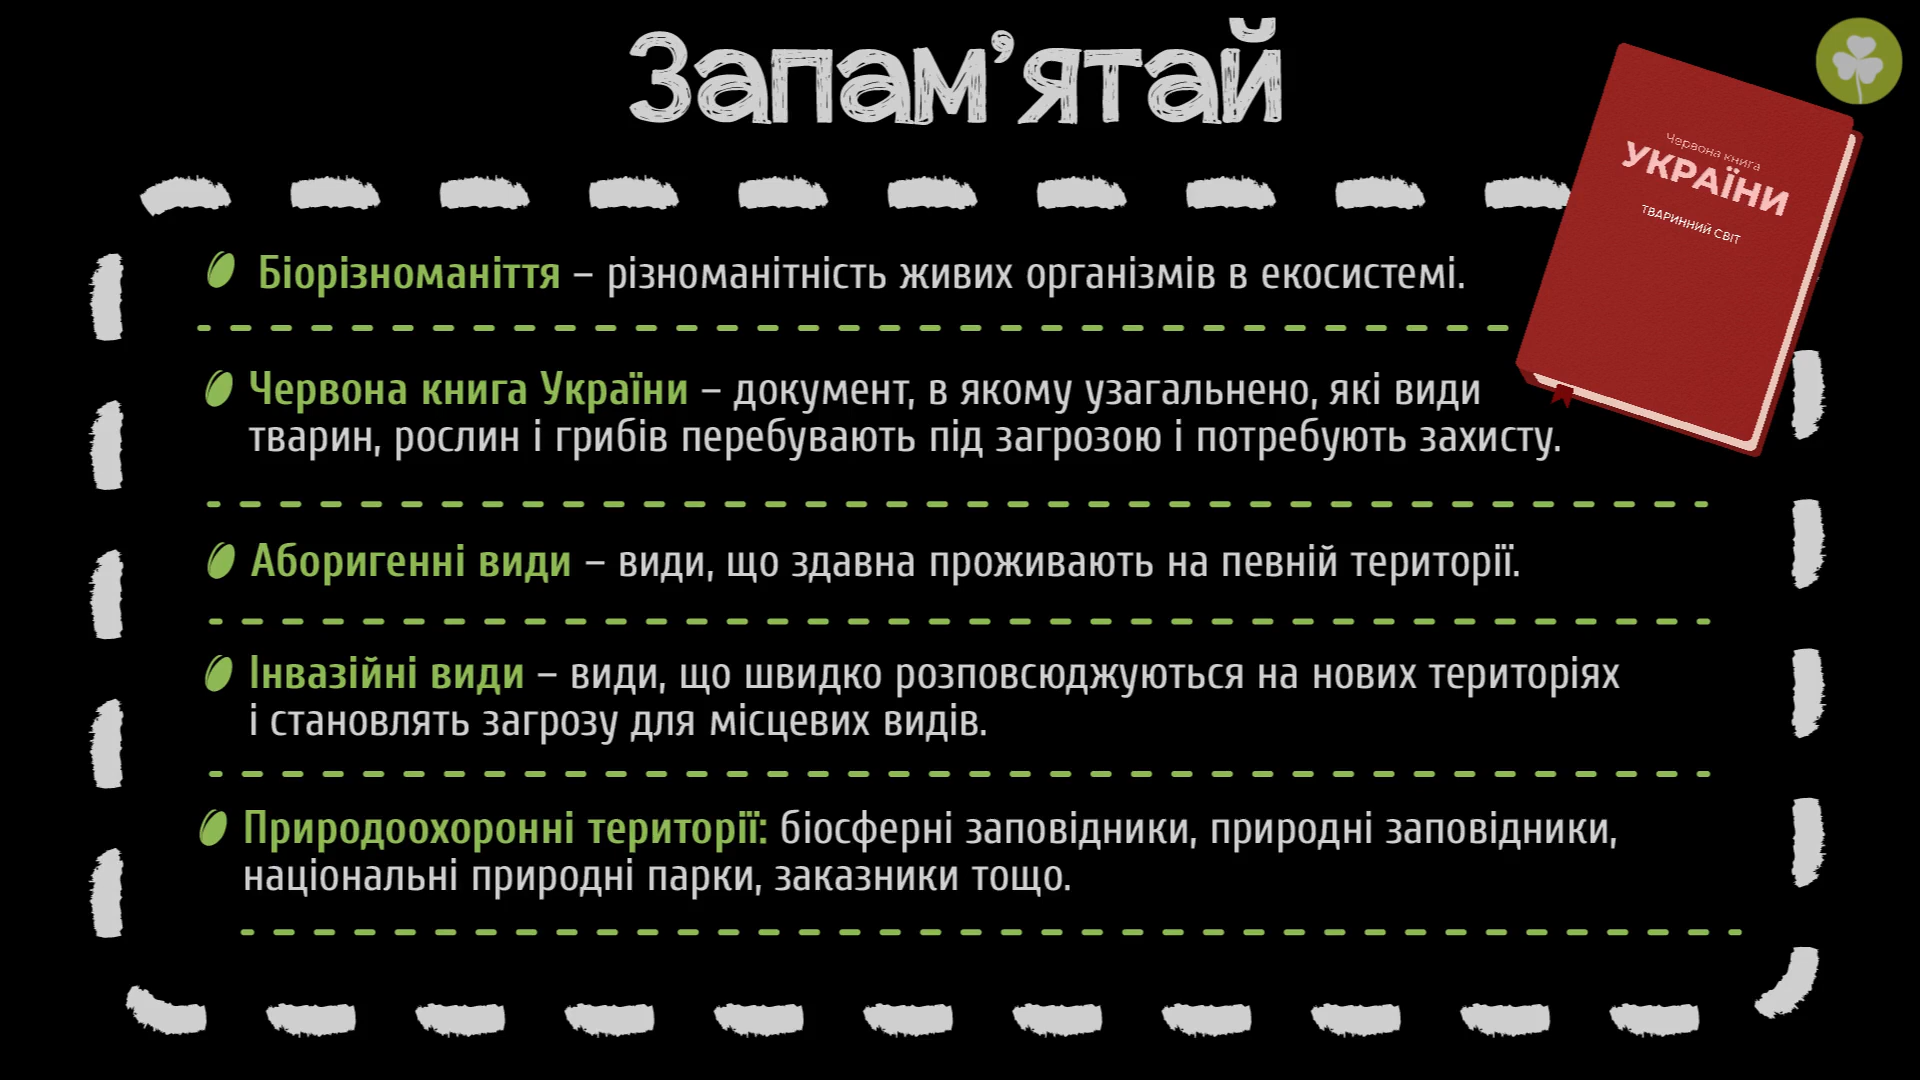 Запам’ятай
Червона книга
УКРАЇНИ
ТВАРИННИЙ СВІТ
Біорізноманіття – різноманітність живих організмів в екосистемі.
Червона книга України – документ, в якому узагальнено, які види
тварин, рослин і грибів перебувають під загрозою і потребують захисту.
Аборигенні види – види, що здавна проживають на певній території.
Інвазійні види – види, що швидко розповсюджуються на нових територіях
і становлять загрозу для місцевих видів.
Природоохоронні території: біосферні заповідники, природні заповідники,
національні природні парки, заказники тощо.